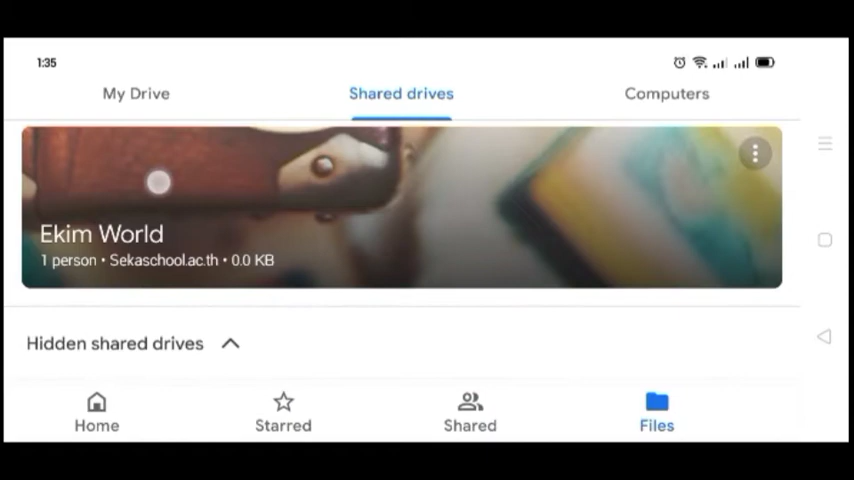 1:35
My Drive
Shared drives
Computers
Ekim World
1 person • Sekaschool.ac.th • 0.0 KB
Hidden shared drives
Home
Starred
Shared
Files